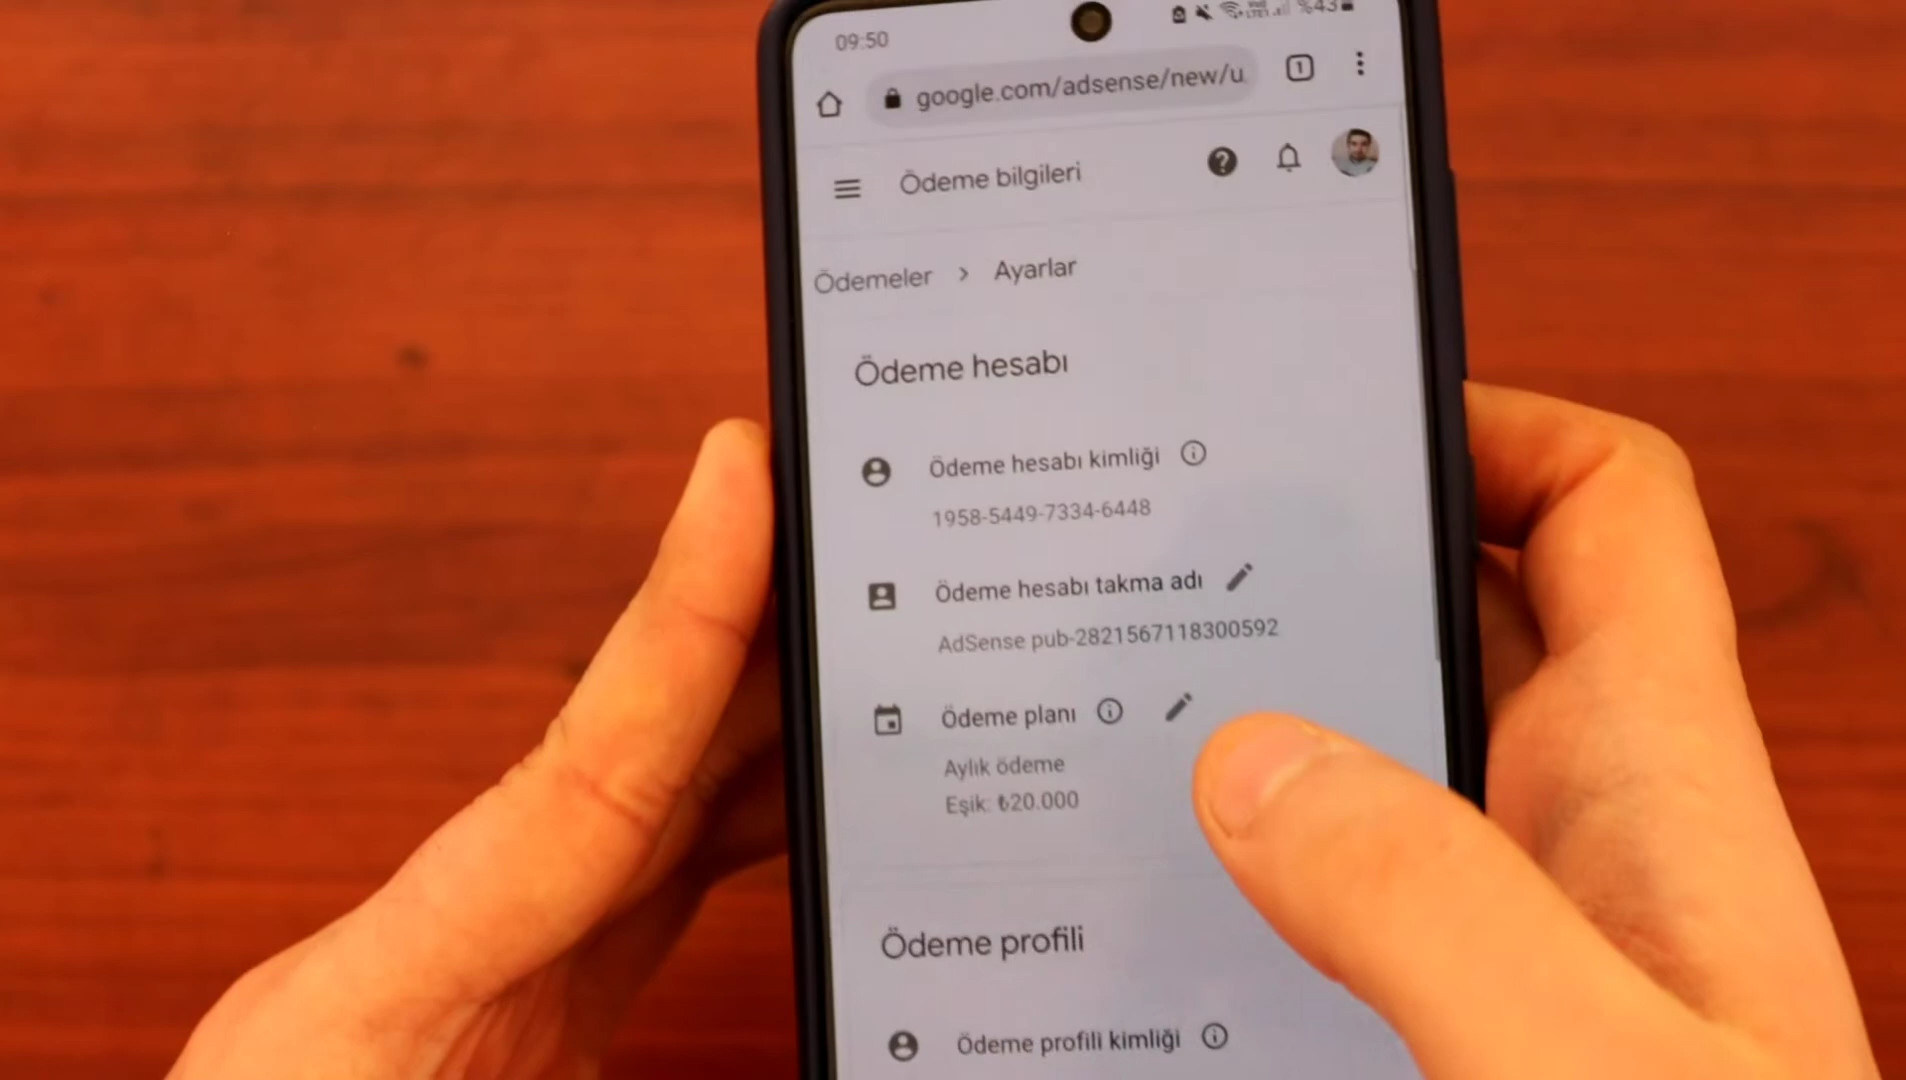 09:50
%43
google.com/adsense/new/u
1
Ödeme bilgileri
Ödemeler > Ayarlar
Ödeme hesabı
Ödeme hesabı kimliği
1958-5449-7334-6448
Ödeme hesabı takma adı
AdSense pub-2821567118300592
Ödeme planı
Aylık ödeme
Eşik: ₺20.000
Ödeme profili
Ödeme profili kimliği